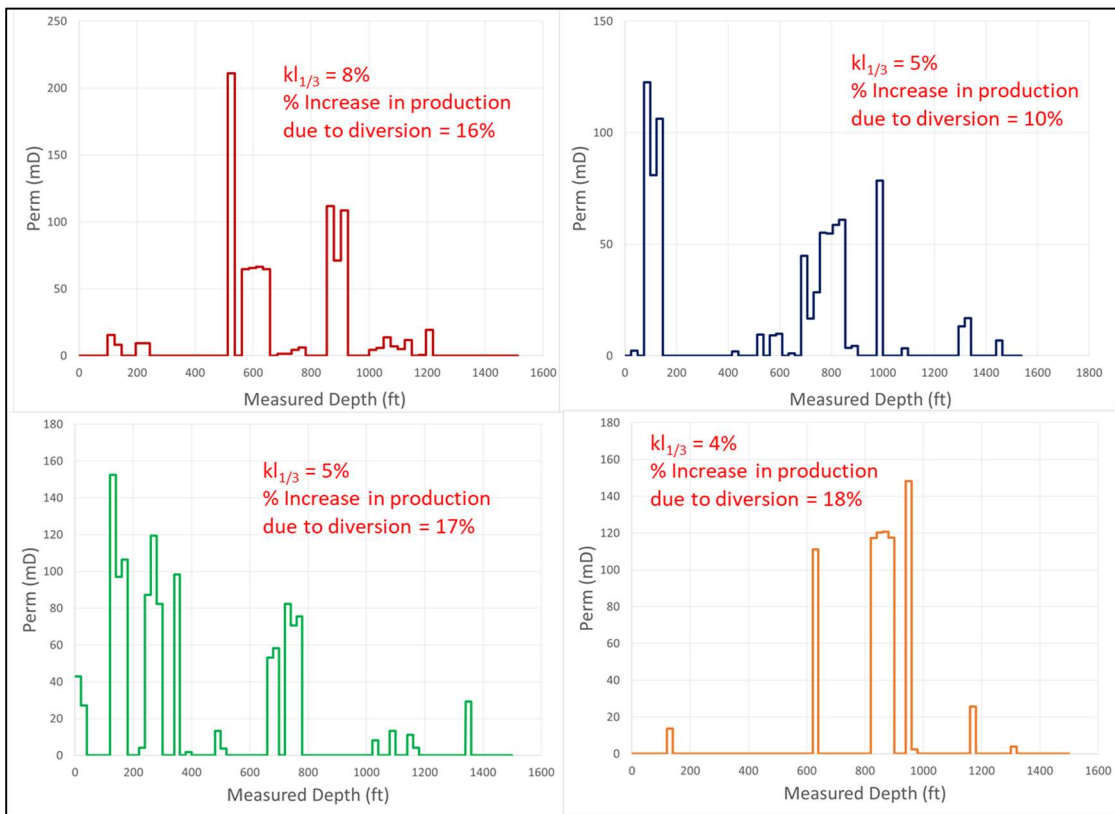 250
200
150
100
50
0
Perm (mD)
kl1/3 = 8%
% Increase in production
due to diversion = 16%
0 200 400 600 800 1000 1200 1400 1600
Measured Depth (ft)
150
100
50
0
Perm (mD)
kl1/3 = 5%
% Increase in production
due to diversion = 10%
0 200 400 600 800 1000 1200 1400 1600 1800
Measured Depth (ft)
180
160
140
120
100
80
60
40
20
0
Perm (mD)
kl1/3 = 5%
% Increase in production
due to diversion = 17%
0 200 400 600 800 1000 1200 1400 1600
Measured Depth (ft)
180
160
140
120
100
80
60
40
20
0
Perm (mD)
kl1/3 = 4%
% Increase in production
due to diversion = 18%
0 200 400 600 800 1000 1200 1400 1600
Measured Depth (ft)